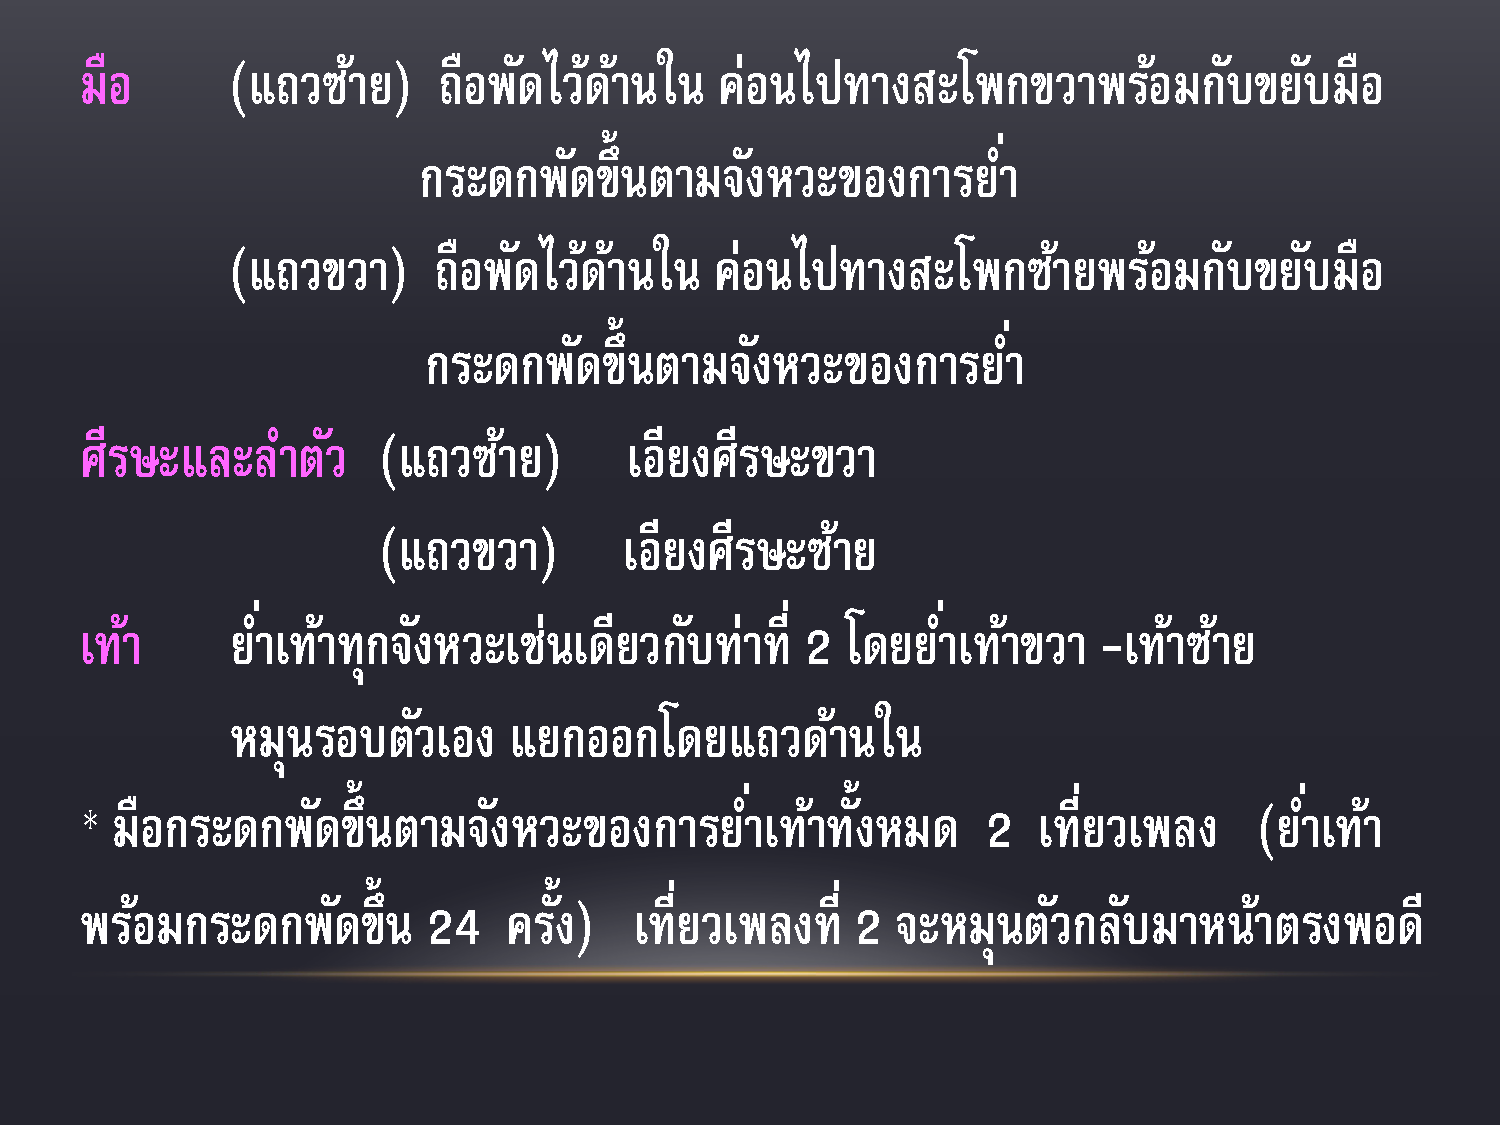 มือ (แถวซ้าย) ถือพัดไว้ด้านใน ค่อนไปทางสะโพกขวาพร้อมกับขยับมือ
กระดกพัดขึ้นตามจังหวะของการย่ำ
(แถวขวา) ถือพัดไว้ด้านใน ค่อนไปทางสะโพกซ้ายพร้อมกับขยับมือ
กระดกพัดขึ้นตามจังหวะของการย่ำ
ศีรษะและลำตัว (แถวซ้าย) เอียงศีรษะขวา
(แถวขวา) เอียงศีรษะซ้าย
เท้า ย่ำเท้าทุกจังหวะเช่นเดียวกับท่าที่ 2 โดยย่ำเท้าขวา -เท้าซ้าย
หมุนรอบตัวเอง แยกออกโดยแถวด้านใน
* มือกระดกพัดขึ้นตามจังหวะของการย่ำเท้าทั้งหมด 2 เที่ยวเพลง (ย่ำเท้า
พร้อมกระดกพัดขึ้น 24 ครั้ง) เที่ยวเพลงที่ 2 จะหมุนตัวกลับมาหน้าตรงพอดี